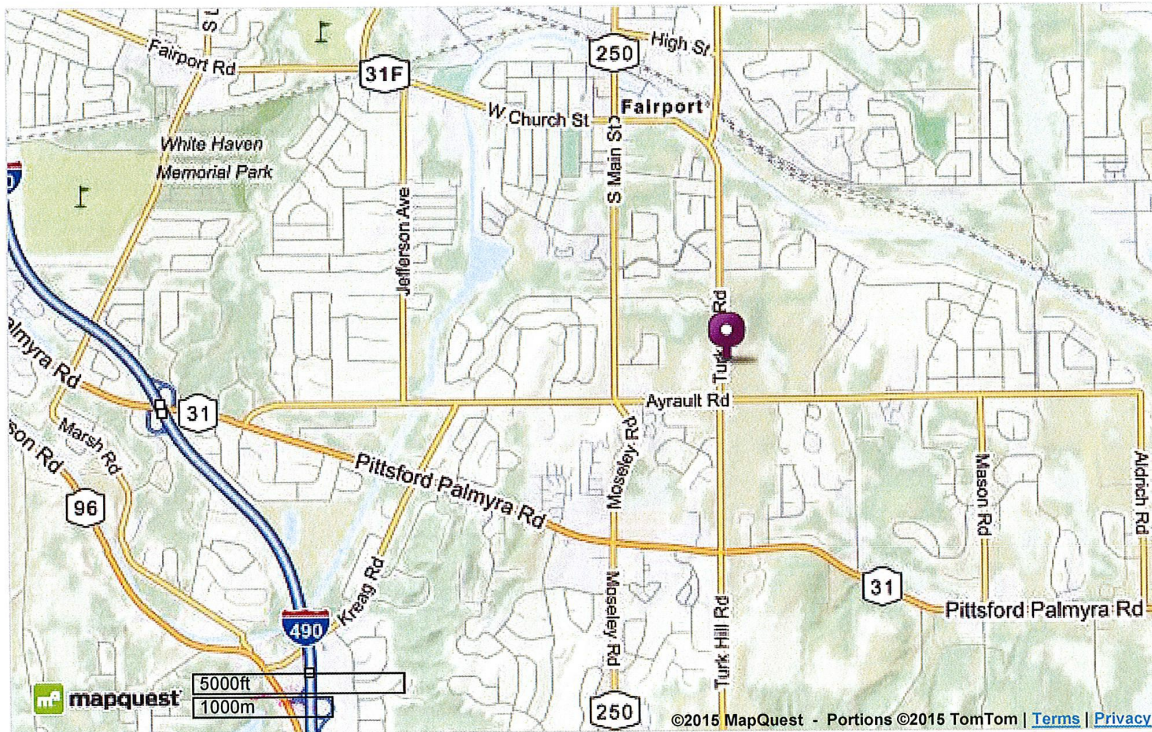 S L
Fairport Rd
31F
250
High St
Fairport
W Church St
White Haven
Memorial Park
S Main St
Jefferson Ave
Rd
Turk
almyra Rd
31
Ayrault Rd
Marsh Rd
Moseley Rd
son Rd
Pittsford Palmyra Rd
96
Mason Rd
Aldrich Rd
Kreag Rd
31
Pittsford Palmyra Rd
490
Moseley Rd
Turk Hill Rd
5000ft
1000m
mapquest
250
©2015 MapQuest - Portions ©2015 TomTom | Terms | Privacy